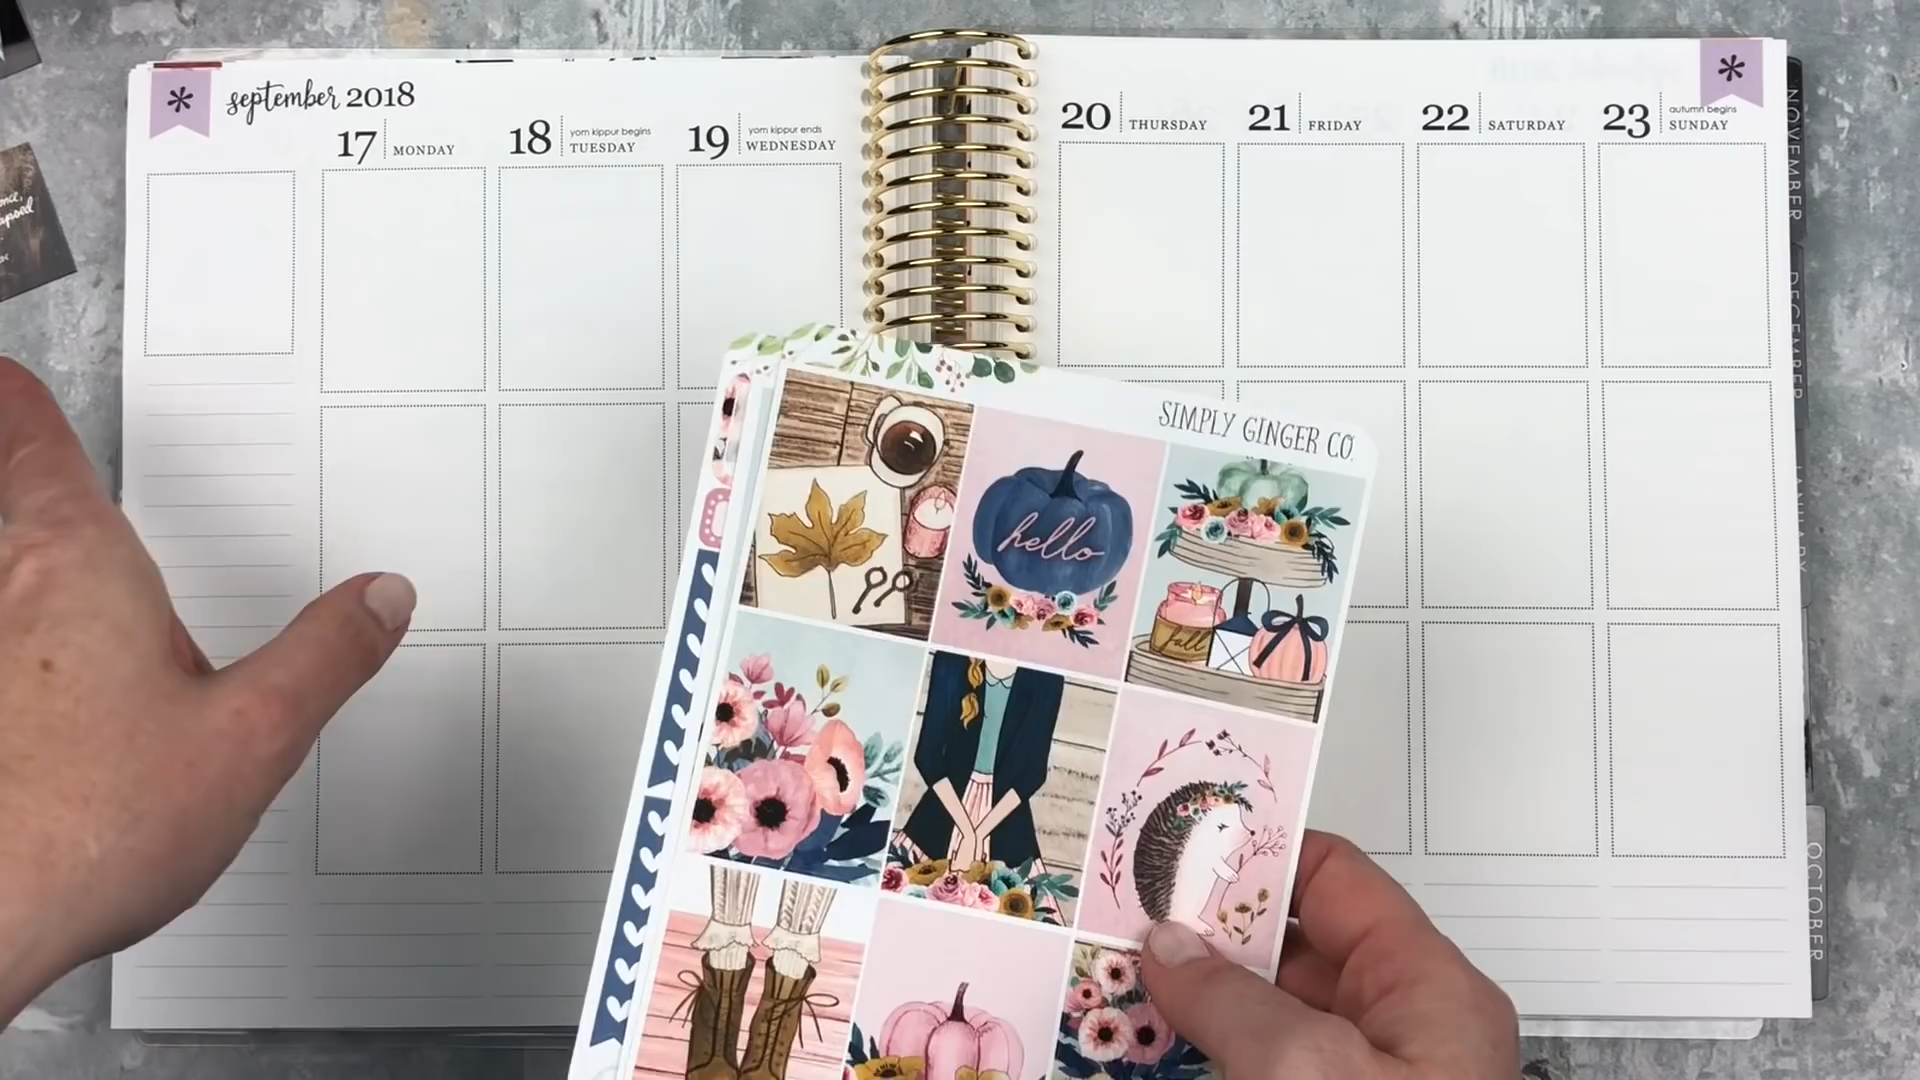 september 2018
17 MONDAY
18 yom kippur begins TUESDAY
19 yom kippur ends WEDNESDAY
20 THURSDAY
21 FRIDAY
22 SATURDAY
23 autumn begins SUNDAY
SIMPLY GINGER CO.
hello
fall
NOVEMBER
DECEMBER
JANUARY
OCTOBER